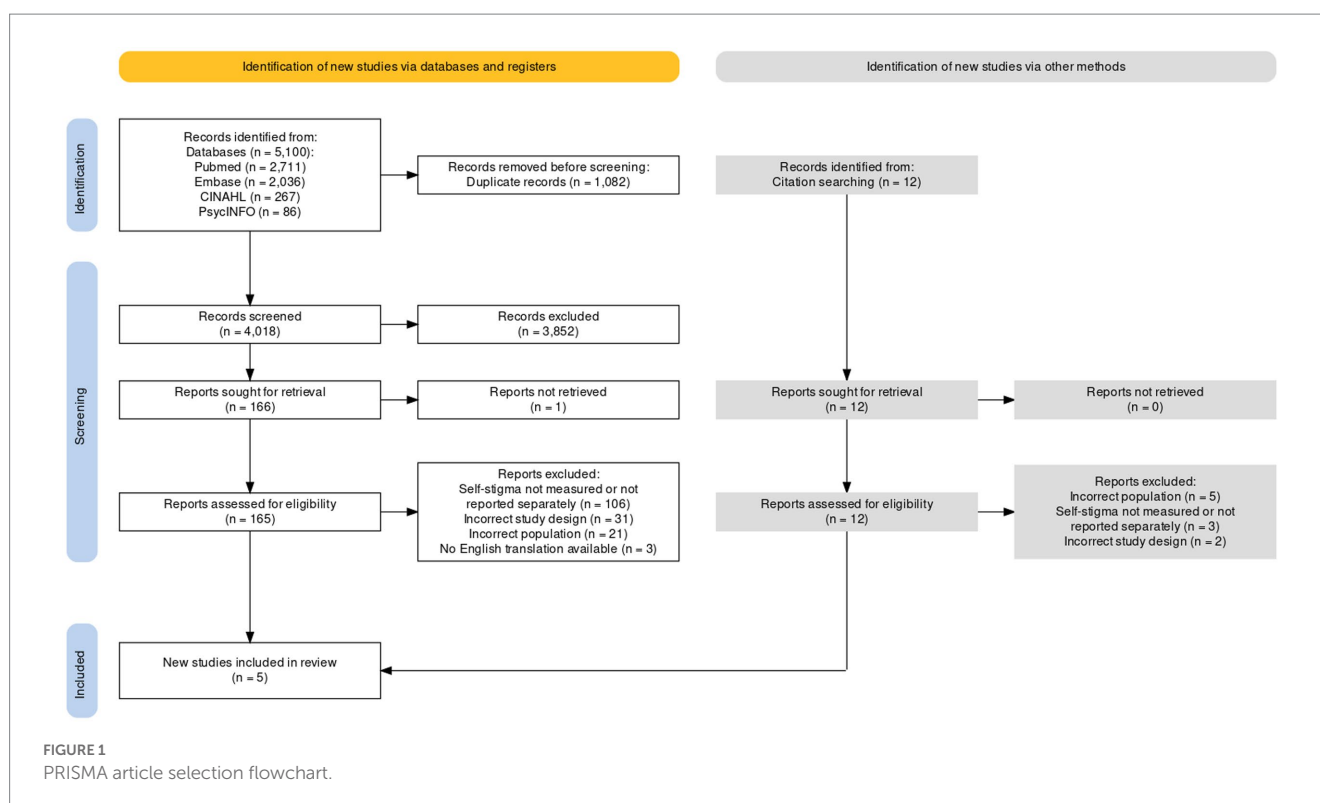 Identification of new studies via databases and registers
Identification of new studies via other methods
Identification
Records identified from:
Databases (n = 5,100):
Pubmed (n = 2,711)
Embase (n = 2,036)
CINAHL (n = 267)
PsycINFO (n = 86)
Records removed before screening:
Duplicate records (n = 1,082)
Records identified from:
Citation searching (n = 12)
Screening
Records screened
(n = 4,018)
Records excluded
(n = 3,852)
Reports sought for retrieval
(n = 166)
Reports not retrieved
(n = 1)
Reports sought for retrieval
(n = 12)
Reports not retrieved
(n = 0)
Reports assessed for eligibility
(n = 165)
Reports excluded:
Self-stigma not measured or not
reported separately (n = 106)
Incorrect study design (n = 31)
Incorrect population (n = 21)
No English translation available (n = 3)
Reports assessed for eligibility
(n = 12)
Reports excluded:
Incorrect population (n = 5)
Self-stigma not measured or not
reported separately (n = 3)
Incorrect study design (n = 2)
Included
New studies included in review
(n = 5)
FIGURE 1
PRISMA article selection flowchart.